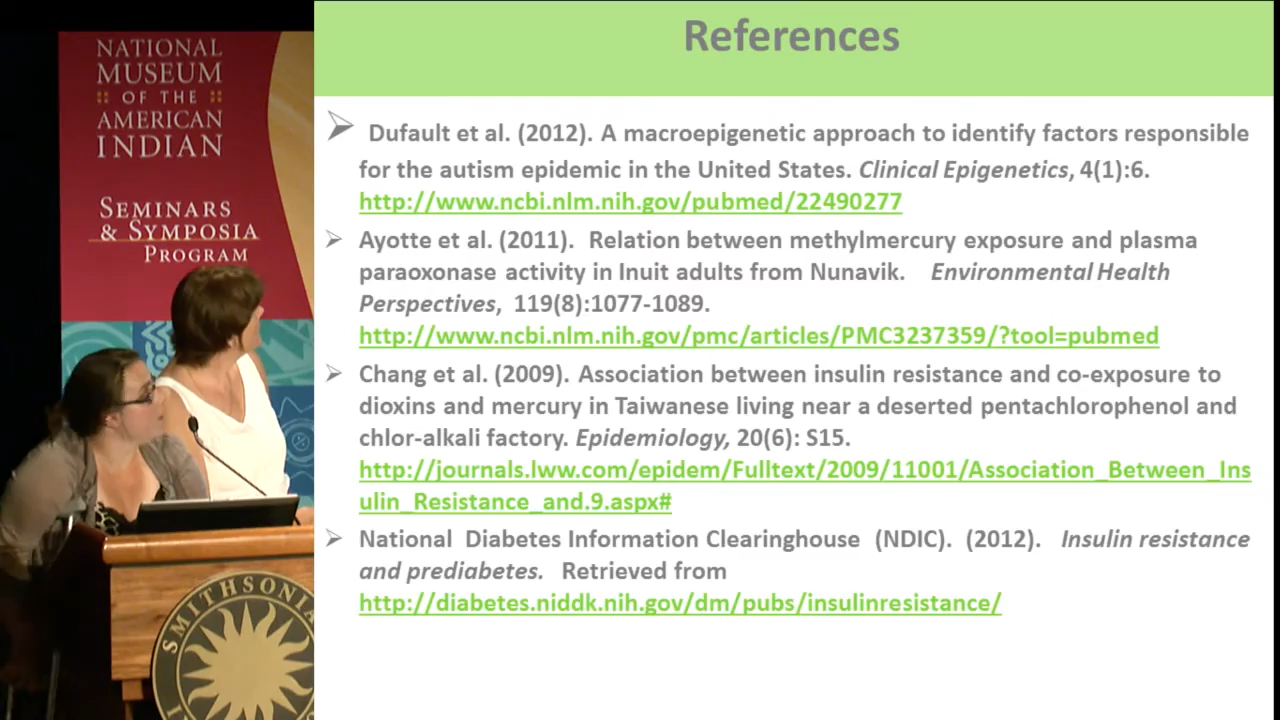 NATIONAL
MUSEUM
OF THE
AMERICAN
INDIAN
SEMINARS
& SYMPOSIA
PROGRAM
SMITHSONIA
References
Dufault et al. (2012). A macroepigenetic approach to identify factors responsible
for the autism epidemic in the United States. Clinical Epigenetics, 4(1):6.
http://www.ncbi.nlm.nih.gov/pubmed/22490277
Ayotte et al. (2011). Relation between methylmercury exposure and plasma
paraoxonase activity in Inuit adults from Nunavik. Environmental Health
Perspectives, 119(8):1077-1089.
http://www.ncbi.nlm.nih.gov/pmc/articles/PMC3237359/?tool=pubmed
Chang et al. (2009). Association between insulin resistance and co-exposure to
dioxins and mercury in Taiwanese living near a deserted pentachlorophenol and
chlor-alkali factory. Epidemiology, 20(6): S15.
http://journals.lww.com/epidem/Fulltext/2009/11001/Association_Between_Ins
ulin_Resistance_and.9.aspx#
National Diabetes Information Clearinghouse (NDIC). (2012). Insulin resistance
and prediabetes. Retrieved from
http://diabetes.niddk.nih.gov/dm/pubs/insulinresistance/